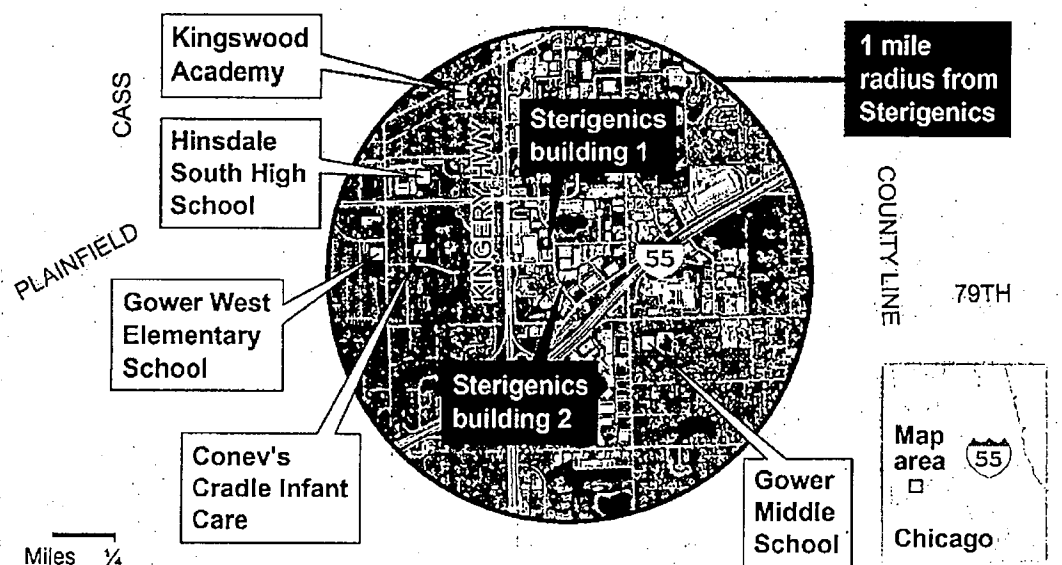 Kingswood
Academy
1 mile
radius from
Sterigenics
CASS
Sterigenics
building 1
Hinsdale
South High
School
KINGERY HWY
COUNTY LINE
PLAINFIELD
55
79TH
Gower West
Elementary
School
Sterigenics
building 2
Conev's
Cradle Infant
Care
Gower
Middle
School
Map
area
55
Chicago
Miles ¼